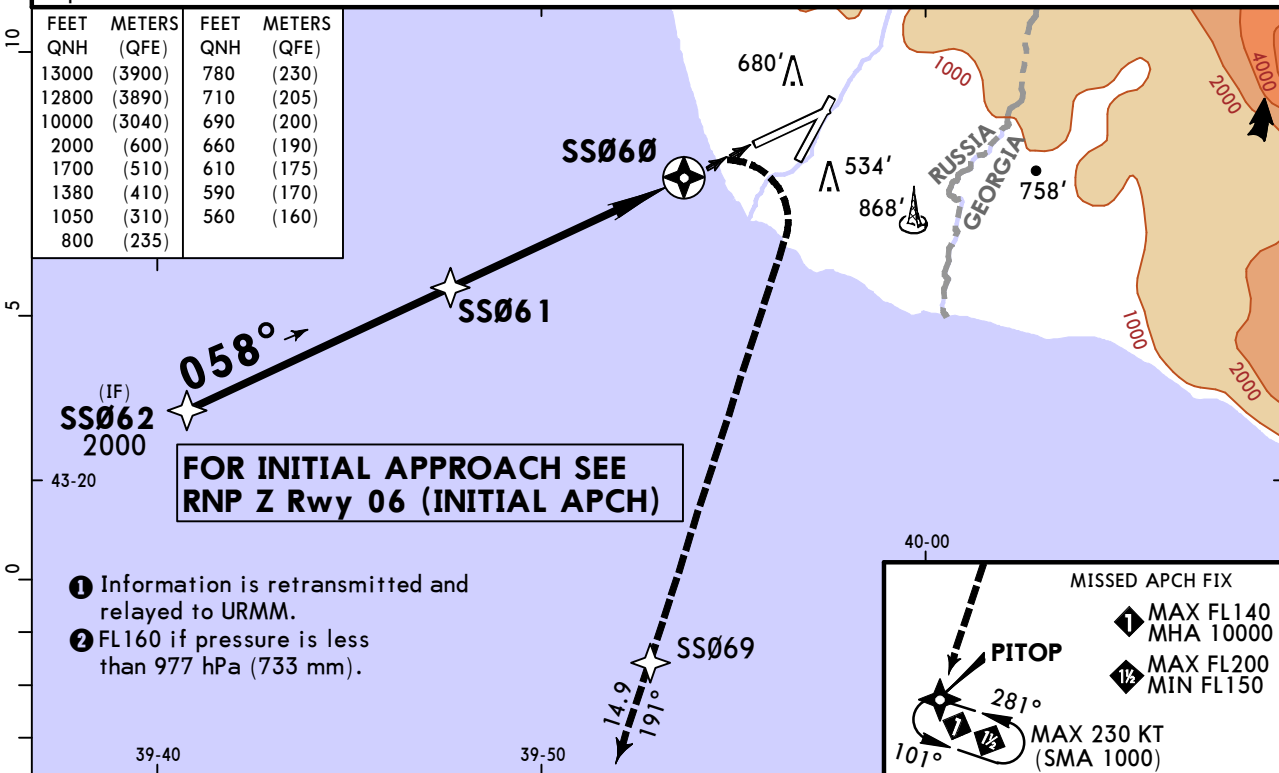 FEET METERS FEET METERS
QNH (QFE) QNH (QFE)
13000 (3900) 780 (230)
12800 (3890) 710 (205)
10000 (3040) 690 (200)
2000 (600) 660 (190)
1700 (510) 610 (175)
1380 (410) 590 (170)
1050 (310) 560 (160)
800 (235)
10
5
0
680'
534'
868'
758'
1000
2000
4000
RUSSIA
GEORGIA
1000
2000
SSØ6Ø
SSØ61
058°
(IF)
SSØ62
2000
43-20
FOR INITIAL APPROACH SEE
RNP Z Rwy 06 (INITIAL APCH)
1 Information is retransmitted and
relayed to URMM.
2 FL160 if pressure is less
than 977 hPa (733 mm).
SSØ69
14.9
191°
39-40
39-50
40-00
MISSED APCH FIX
1 MAX FL140
MHA 10000
1½ MAX FL200
MIN FL150
PITOP
281°
1
1½
101°
MAX 230 KT
(SMA 1000)